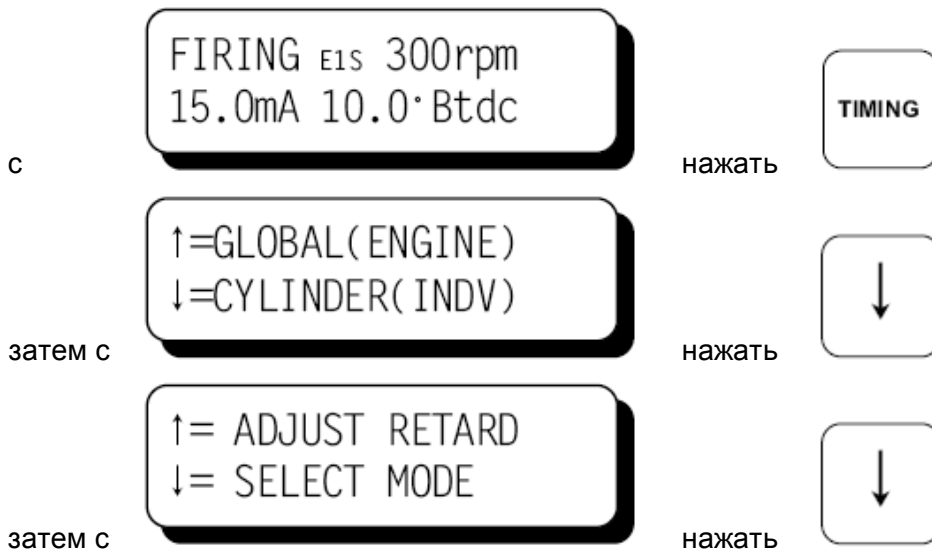 FIRING E1S 300rpm
15.0mA 10.0°Btdc
TIMING
с нажать
↑=GLOBAL(ENGINE)
↓=CYLINDER(INDV)
↓
затем с нажать
↑= ADJUST RETARD
↓= SELECT MODE
↓
затем с нажать